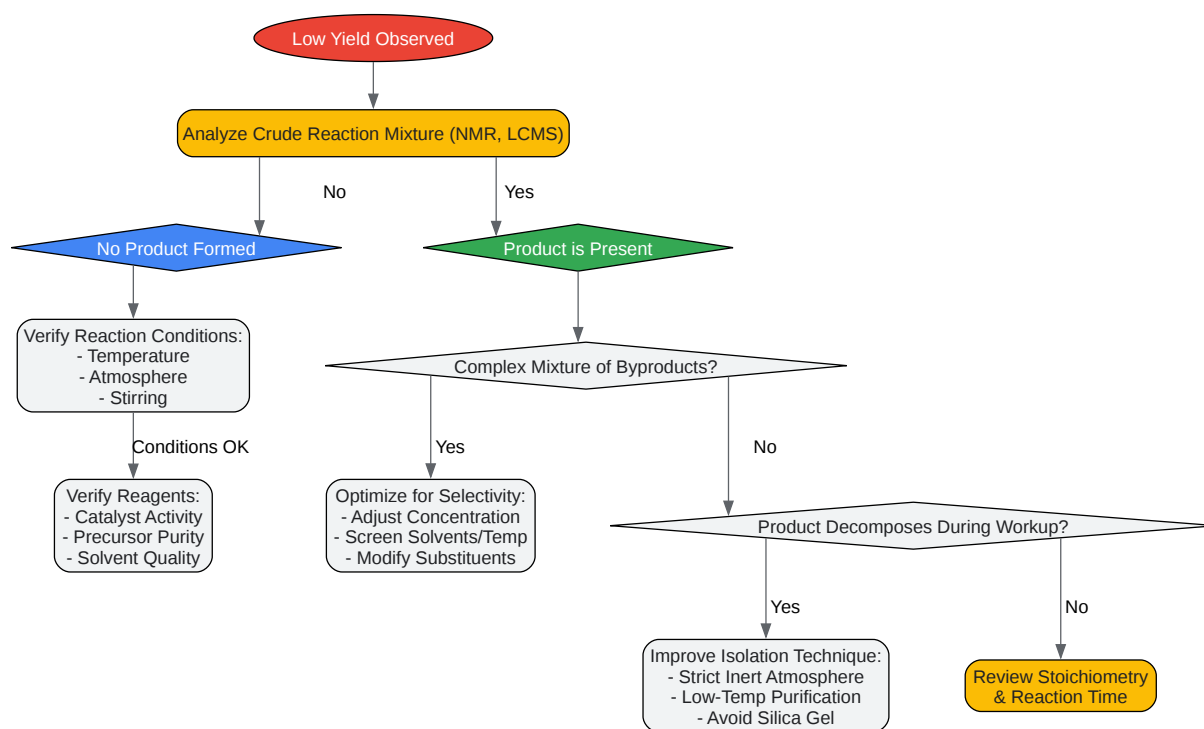 Low Yield Observed
Analyze Crude Reaction Mixture (NMR, LCMS)
No
Yes
No Product Formed
Product is Present
Verify Reaction Conditions:
- Temperature
- Atmosphere
- Stirring
Complex Mixture of Byproducts?
Conditions OK
Yes
No
Verify Reagents:
- Catalyst Activity
- Precursor Purity
- Solvent Quality
Optimize for Selectivity:
- Adjust Concentration
- Screen Solvents/Temp
- Modify Substituents
Product Decomposes During Workup?
Yes
No
Improve Isolation Technique:
- Strict Inert Atmosphere
- Low-Temp Purification
- Avoid Silica Gel
Review Stoichiometry
& Reaction Time